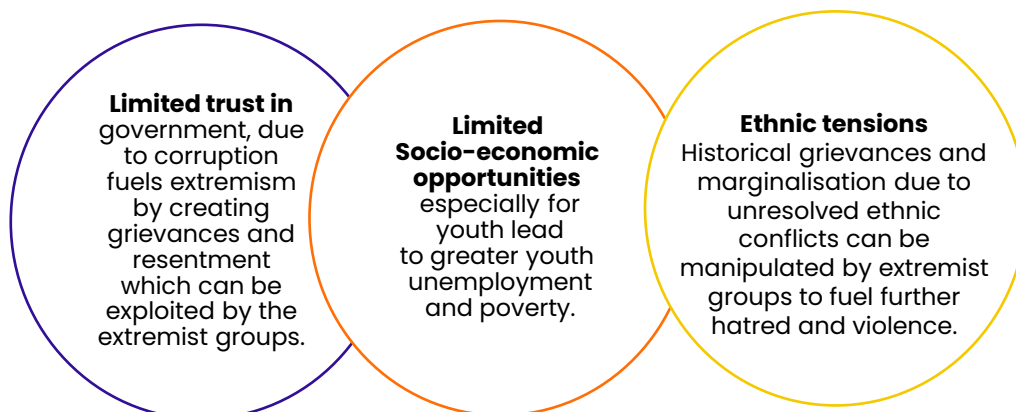 Limited trust in
government, due
to corruption
fuels extremism
by creating
grievances and
resentment
which can be
exploited by the
extremist groups.
Limited
Socio-economic
opportunities
especially for
youth lead
to greater youth
unemployment
and poverty.
Ethnic tensions
Historical grievances and
marginalisation due to
unresolved ethnic
conflicts can be
manipulated by extremist
groups to fuel further
hatred and violence.